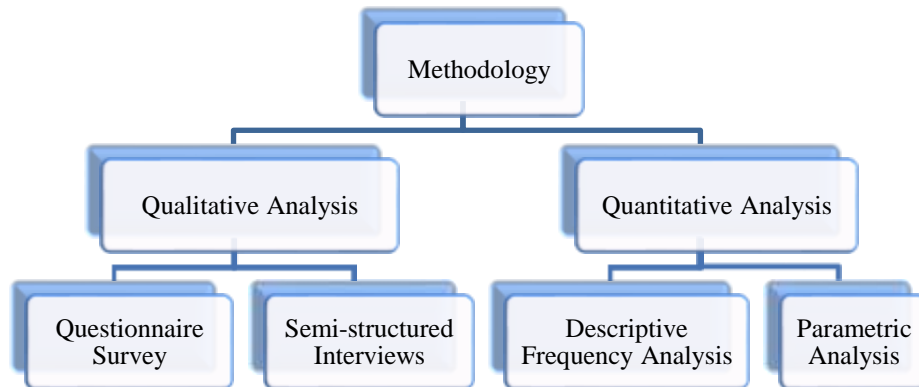 Methodology
Qualitative Analysis
Quantitative Analysis
Questionnaire
Survey
Semi-structured
Interviews
Descriptive
Frequency Analysis
Parametric
Analysis